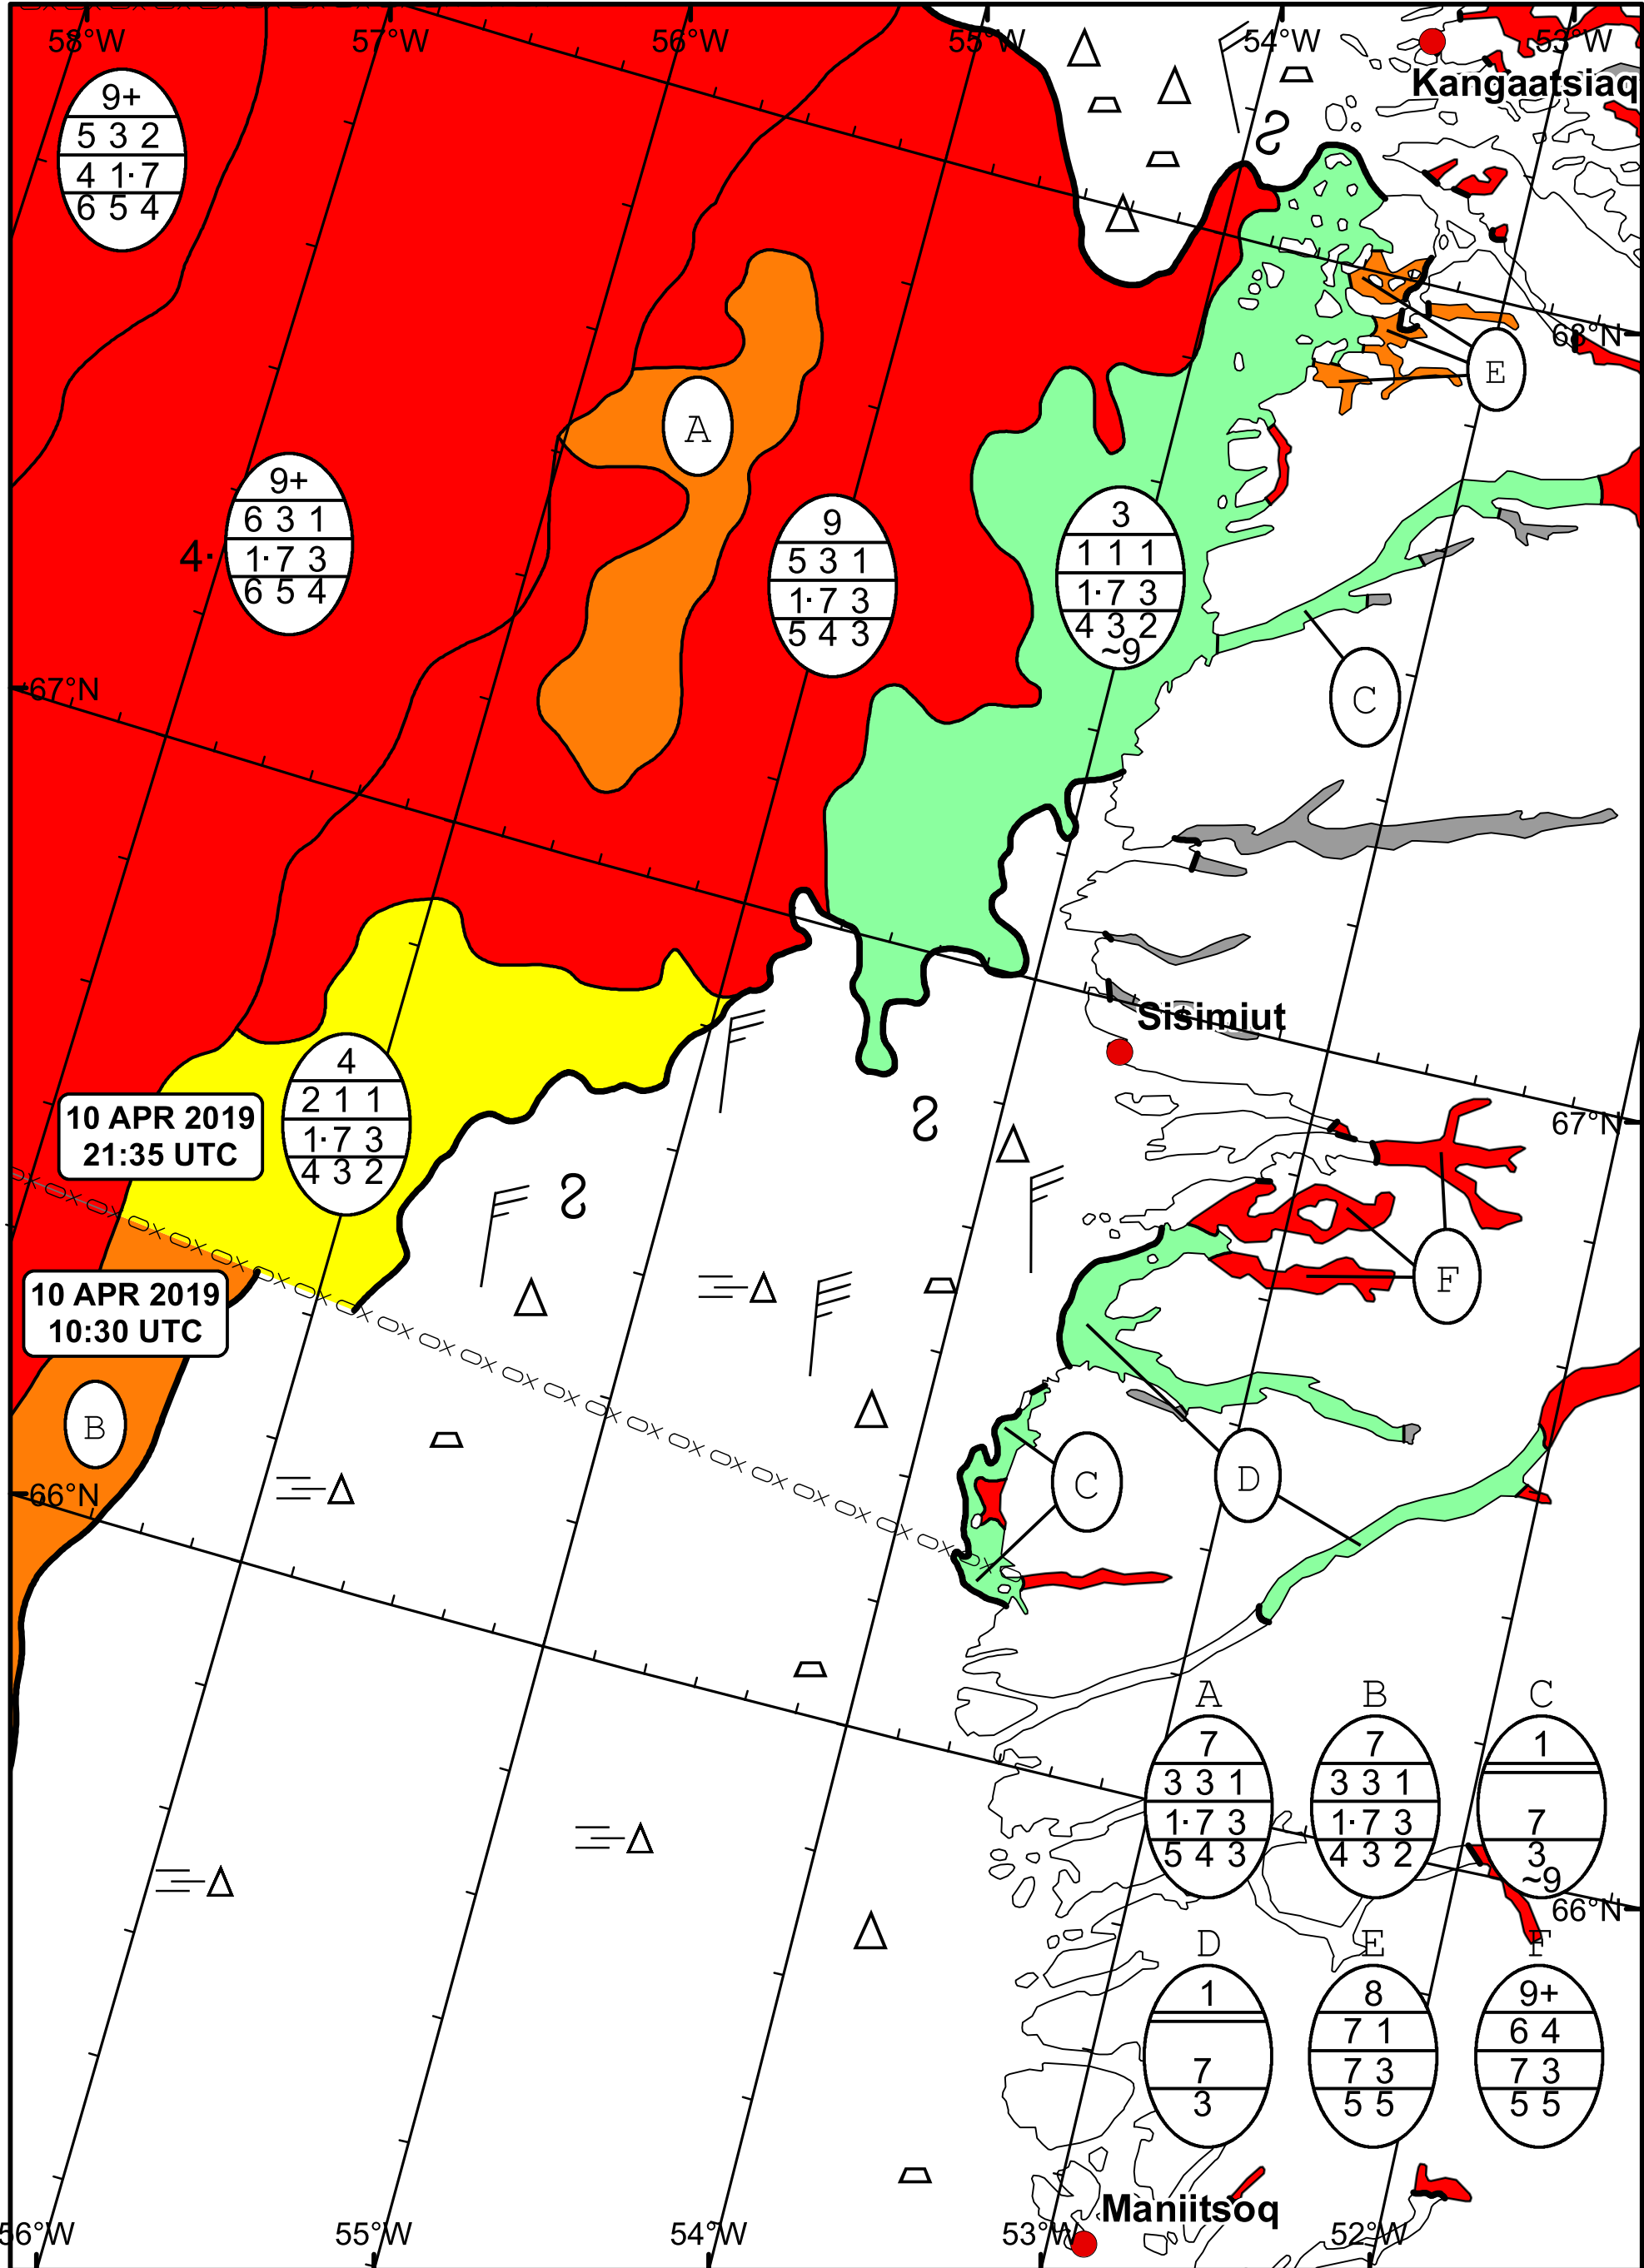 58°W
57°W
56°W
55°W
54°W
53°W
Kangaatsiaq
9+
5 3 2
4 1· 7
6 5 4
68°N
E
A
9+
6 3 1
4· 1· 7 3
6 5 4
9
5 3 1
1· 7 3
5 4 3
3
1 1 1
1· 7 3
4 3 2
~9
C
67°N
Sisimiut
4
2 1 1
1· 7 3
4 3 2
10 APR 2019
21:35 UTC
67°N
F
10 APR 2019
10:30 UTC
B
C
D
66°N
A
7
3 3 1
1· 7 3
5 4 3
B
7
3 3 1
1· 7 3
4 3 2
C
1
7
3
~9
66°N
D
1
7
3
E
8
7 1
7 3
5 5
F
9+
6 4
7 3
5 5
Maniitsoq
56°W
55°W
54°W
53°W
52°W